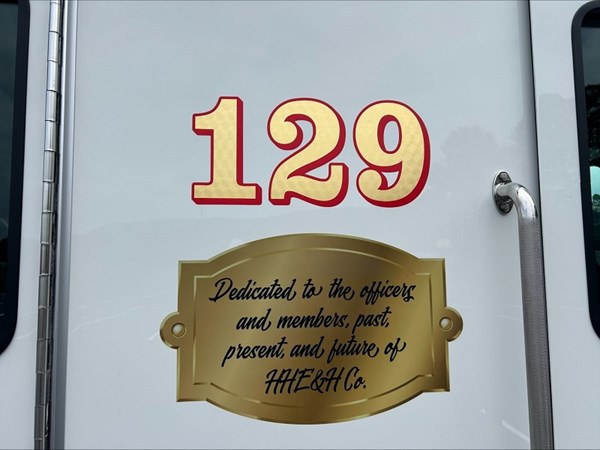 129
Dedicated to the officers
and members, past,
present, and future of
HHE&H Co.